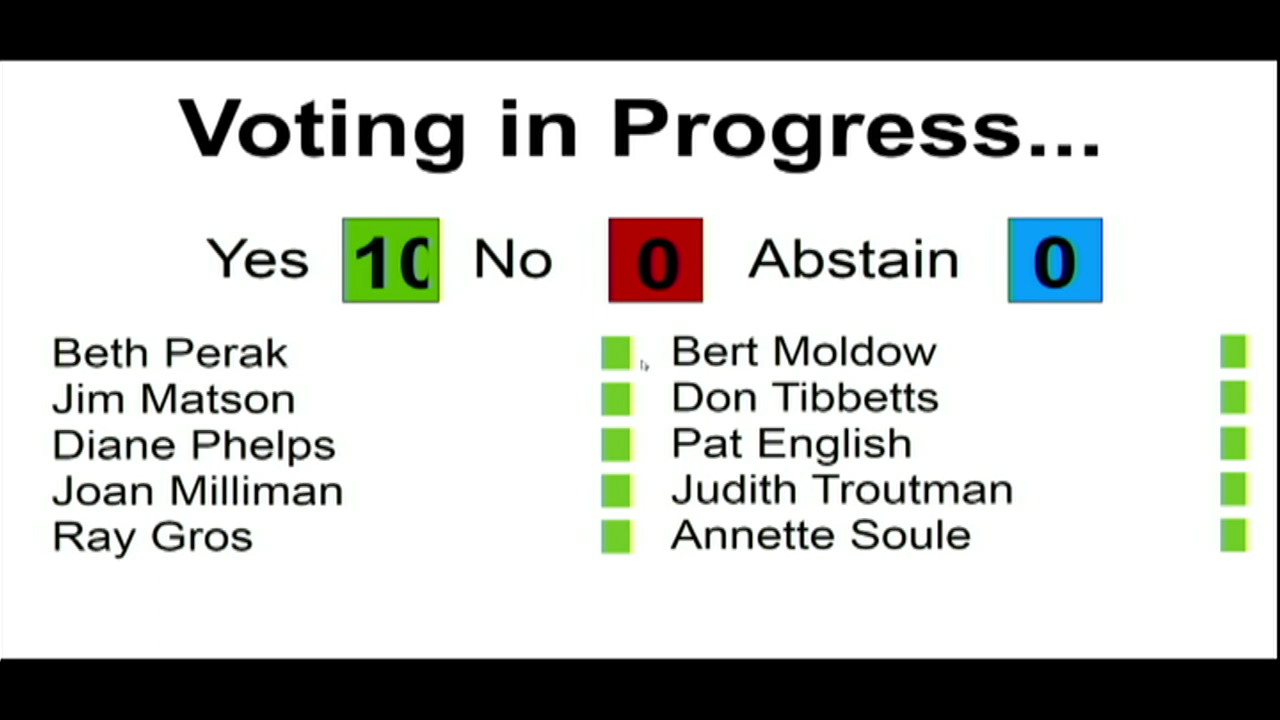 Voting in Progress...
Yes 10 No 0 Abstain 0
Beth Perak Bert Moldow
Jim Matson Don Tibbetts
Diane Phelps Pat English
Joan Milliman Judith Troutman
Ray Gros Annette Soule